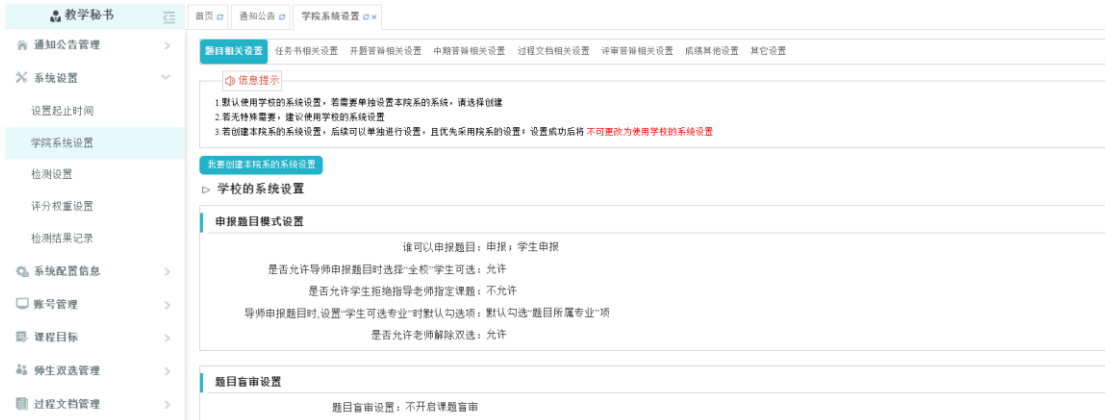 教学秘书
首页 通知公告 学院系统设置
通知公告管理
系统设置
设置起止时间
学院系统设置
检测设置
评分权重设置
检测结果记录
系统配置信息
账号管理
课程目标
师生双选管理
过程文档管理
题目相关设置 任务书相关设置 开题答辩相关设置 中期答辩相关设置 过程文档相关设置 评审答辩相关设置 成绩其他设置 其它设置
信息提示
1.默认使用学校的系统设置，若需要单独设置本院系的系统，请选择创建
2.若无特殊需要，建议使用学校的系统设置
3.若创建本院系的系统设置，后续可以单独进行设置，且优先采用院系的设置；设置成功后将 不可更改为使用学校的系统设置
我要创建本院系的系统设置
▷ 学校的系统设置
申报题目模式设置
谁可以申报题目：申报；学生申报
是否允许导师申报题目时选择“全校”学生可选：允许
是否允许学生拒绝指导老师指定课题：不允许
导师申报题目时,设置“学生可选专业”时默认勾选项：默认勾选“题目所属专业”项
是否允许老师解除双选：允许
题目盲审设置
题目盲审设置：不开启课题盲审